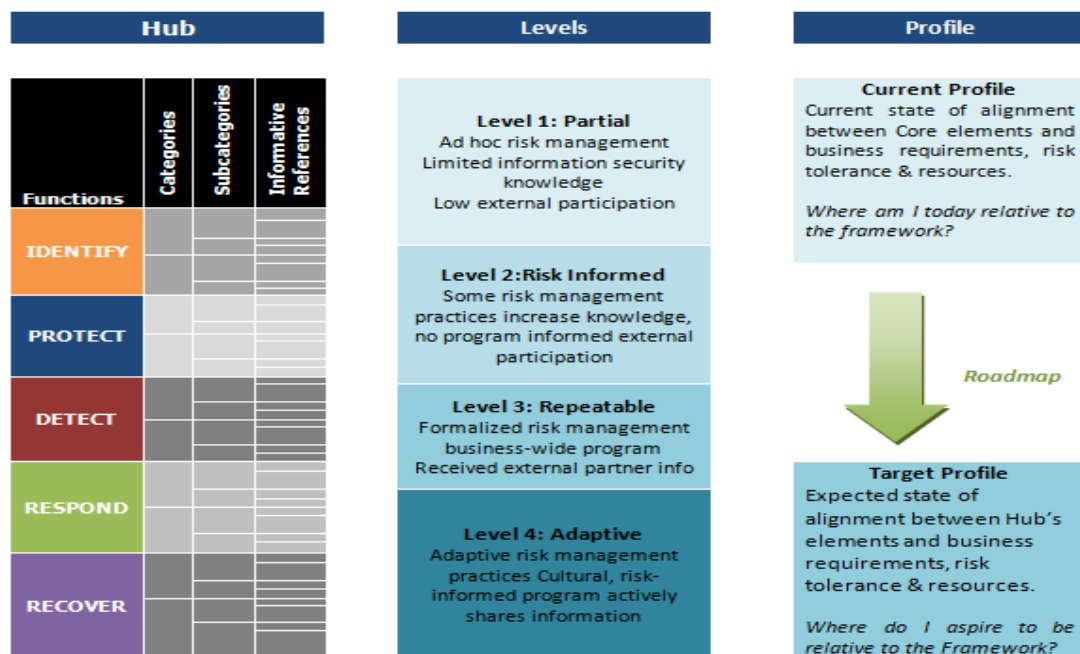 Hub
Functions
Categories
Subcategories
Informative
References
IDENTIFY
PROTECT
DETECT
RESPOND
RECOVER
Levels
Level 1: Partial
Ad hoc risk management
Limited information security
knowledge
Low external participation
Level 2:Risk Informed
Some risk management
practices increase knowledge,
no program informed external
participation
Level 3: Repeatable
Formalized risk management
business-wide program
Received external partner info
Level 4: Adaptive
Adaptive risk management
practices Cultural, risk-
informed program actively
shares information
Profile
Current Profile
Current state of alignment
between Core elements and
business requirements, risk
tolerance & resources.
Where am I today relative to
the framework?
Roadmap
Target Profile
Expected state of
alignment between Hub's
elements and business
requirements, risk
tolerance & resources.
Where do I aspire to be
relative to the Framework?